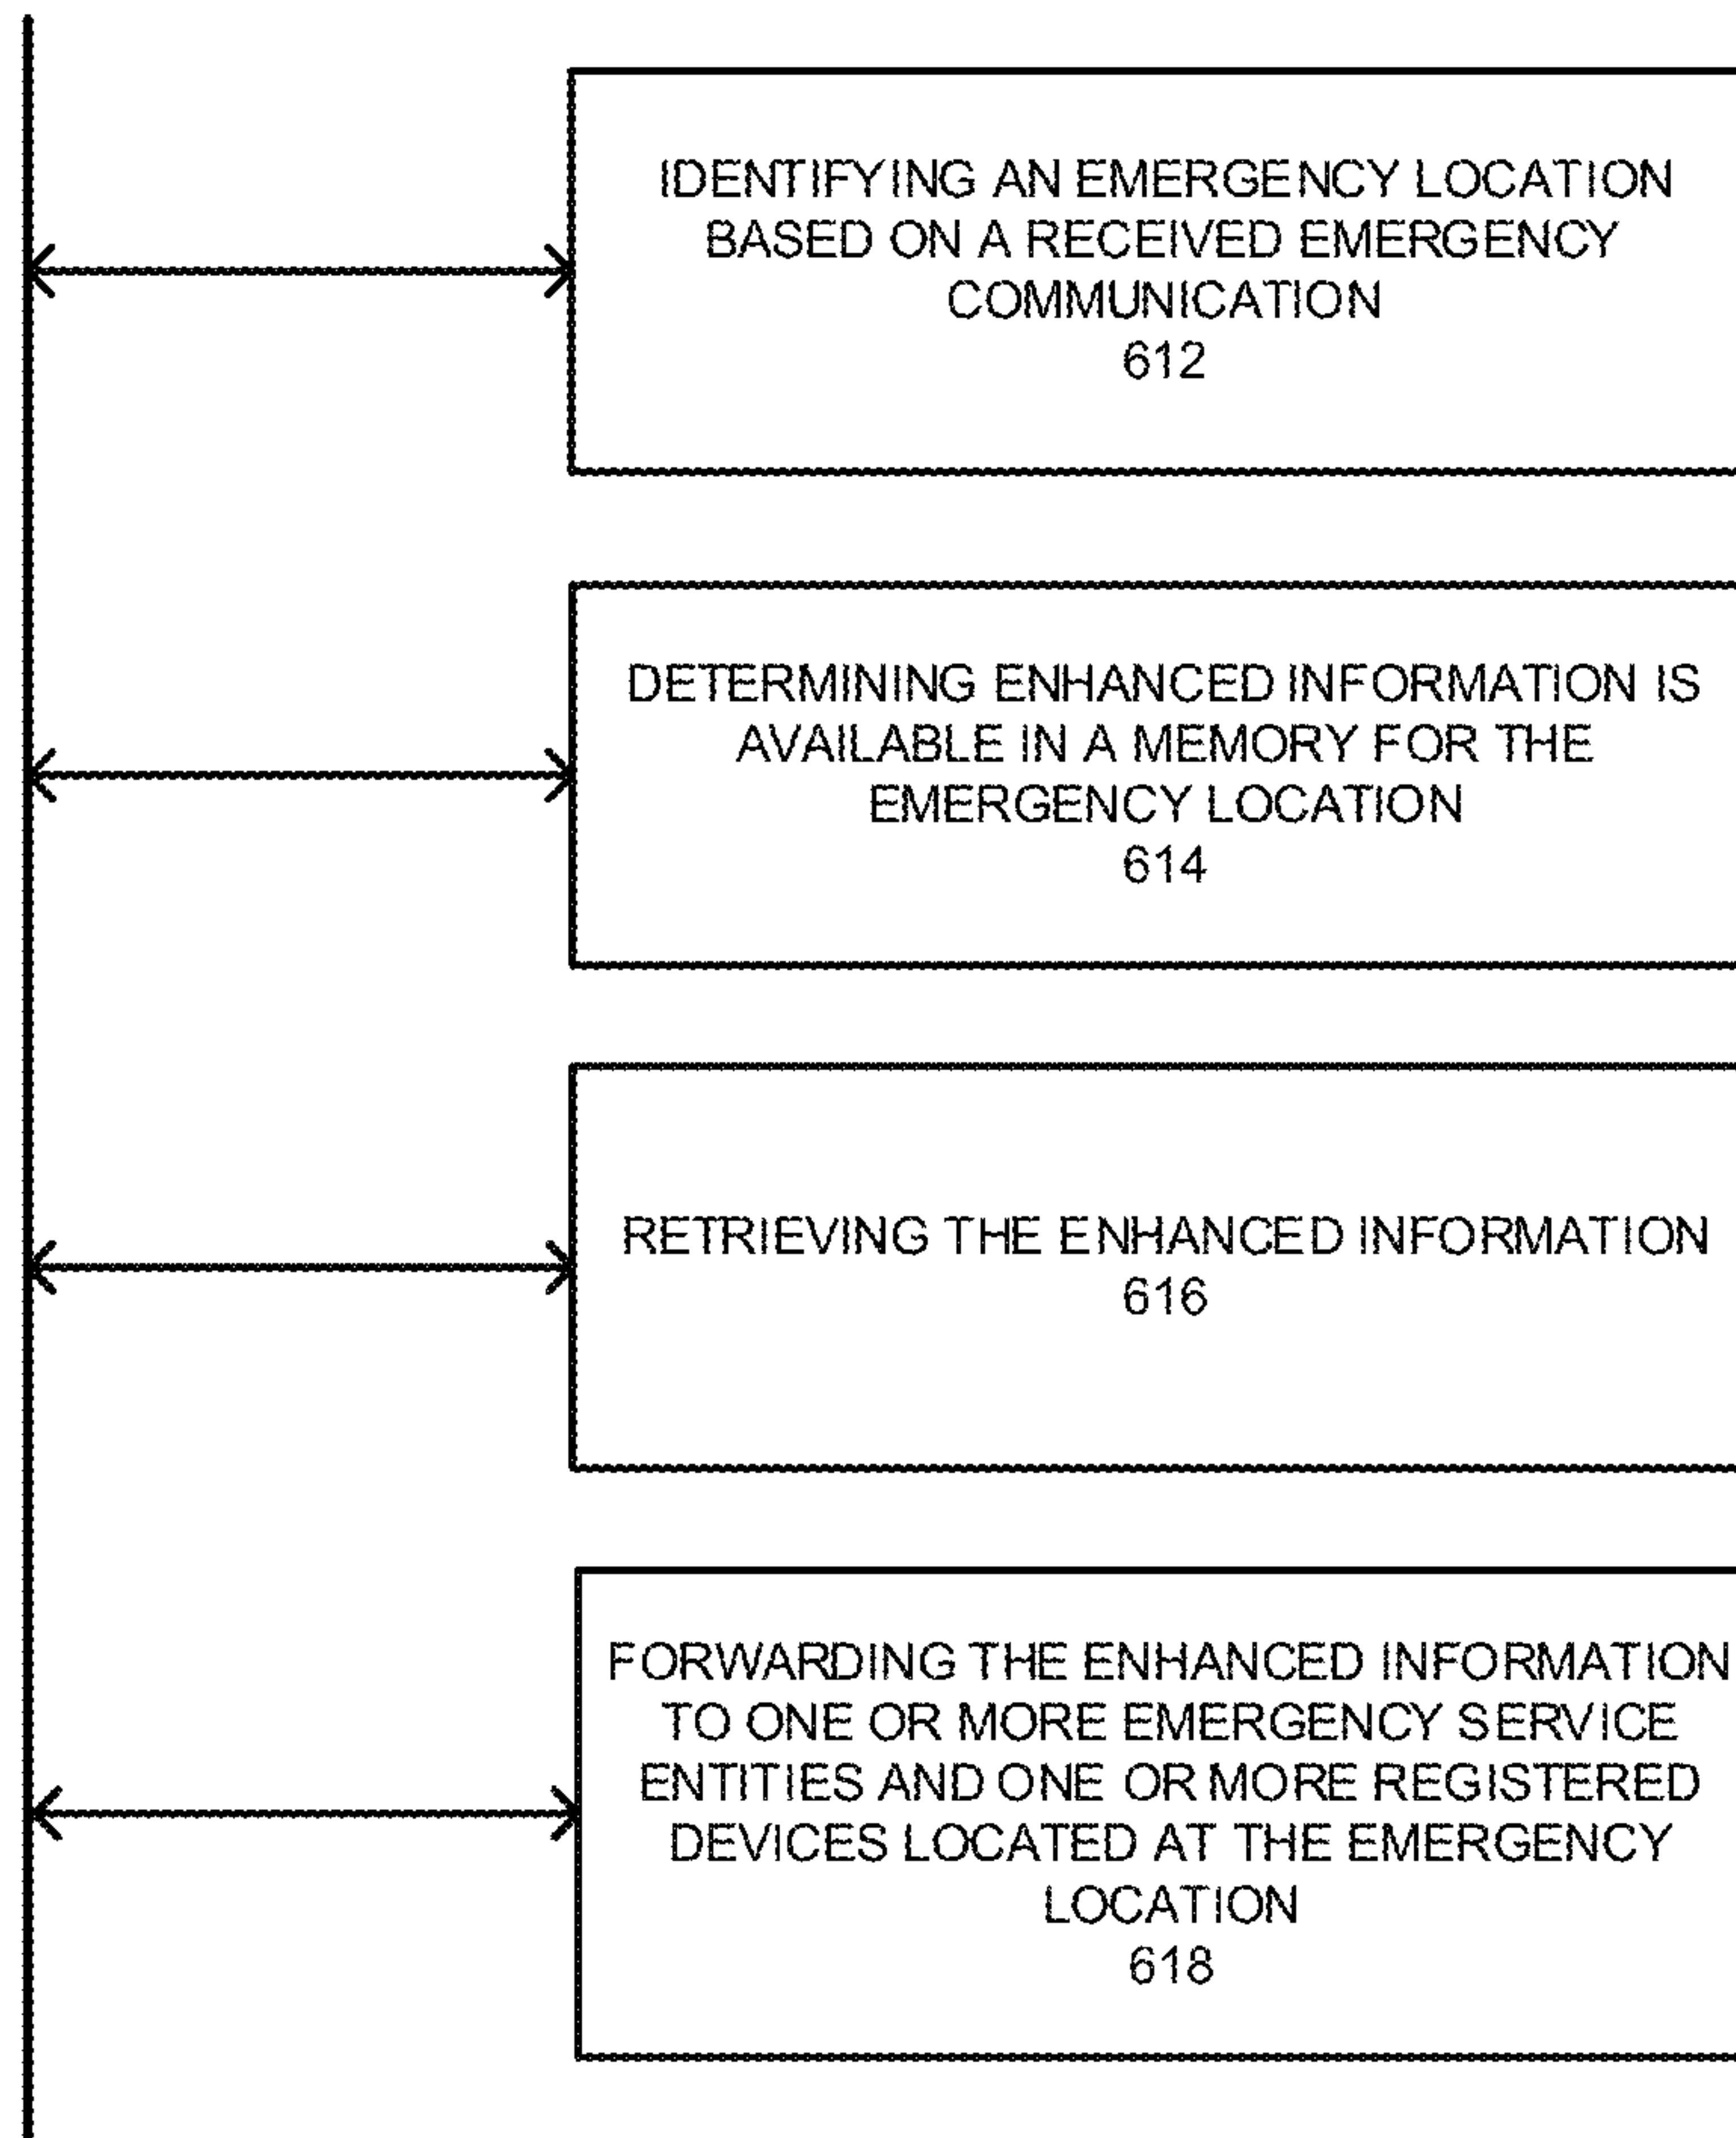 IDENTIFYING AN EMERGENCY LOCATION
BASED ON A RECEIVED EMERGENCY
COMMUNICATION
612
DETERMINING ENHANCED INFORMATION IS
AVAILABLE IN A MEMORY FOR THE
EMERGENCY LOCATION
614
RETRIEVING THE ENHANCED INFORMATION
616
FORWARDING THE ENHANCED INFORMATION
TO ONE OR MORE EMERGENCY SERVICE
ENTITIES AND ONE OR MORE REGISTERED
DEVICES LOCATED AT THE EMERGENCY
LOCATION
618